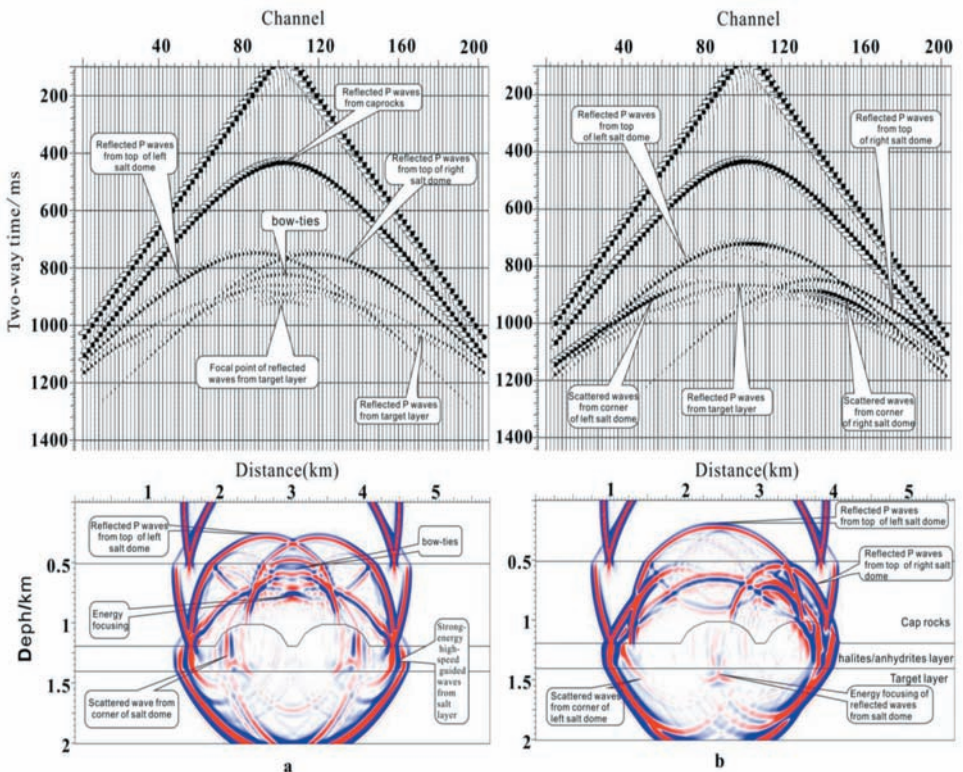 Channel
40 80 120 160 200
200
400
600
800
1000
1200
1400
Two-way time/ms
Reflected P waves
from caprocks
Reflected P waves
from top of left
salt dome
Reflected P waves
from top of right
salt dome
bow-ties
Focal point of reflected
waves from target layer
Reflected P waves
from target layer
Channel
40 80 120 160 200
200
400
600
800
1000
1200
1400
Reflected P waves
from top
of left salt dome
Reflected P waves
from top
of right salt dome
Scattered waves
from corner
of left salt dome
Reflected P waves
from target layer
Scattered waves
from corner
of right salt dome
Distance(km)
1 2 3 4 5
0.5
1
1.5
2
Deph/km
Reflected P waves
from top of left
salt dome
bow-ties
Energy
focusing
Strong-
energy
high-
speed
guided
waves
from
salt
layer
Scattered wave from
corner of salt dome
a
Distance(km)
1 2 3 4 5
0.5
1
1.5
2
Reflected P waves
from top of left salt dome
Reflected P waves
from top of right salt
dome
Cap rocks
halites/anhydrites layer
Target layer
Scattered waves
from corner of
left salt dome
Energy focusing of
reflected waves
from salt dome
b